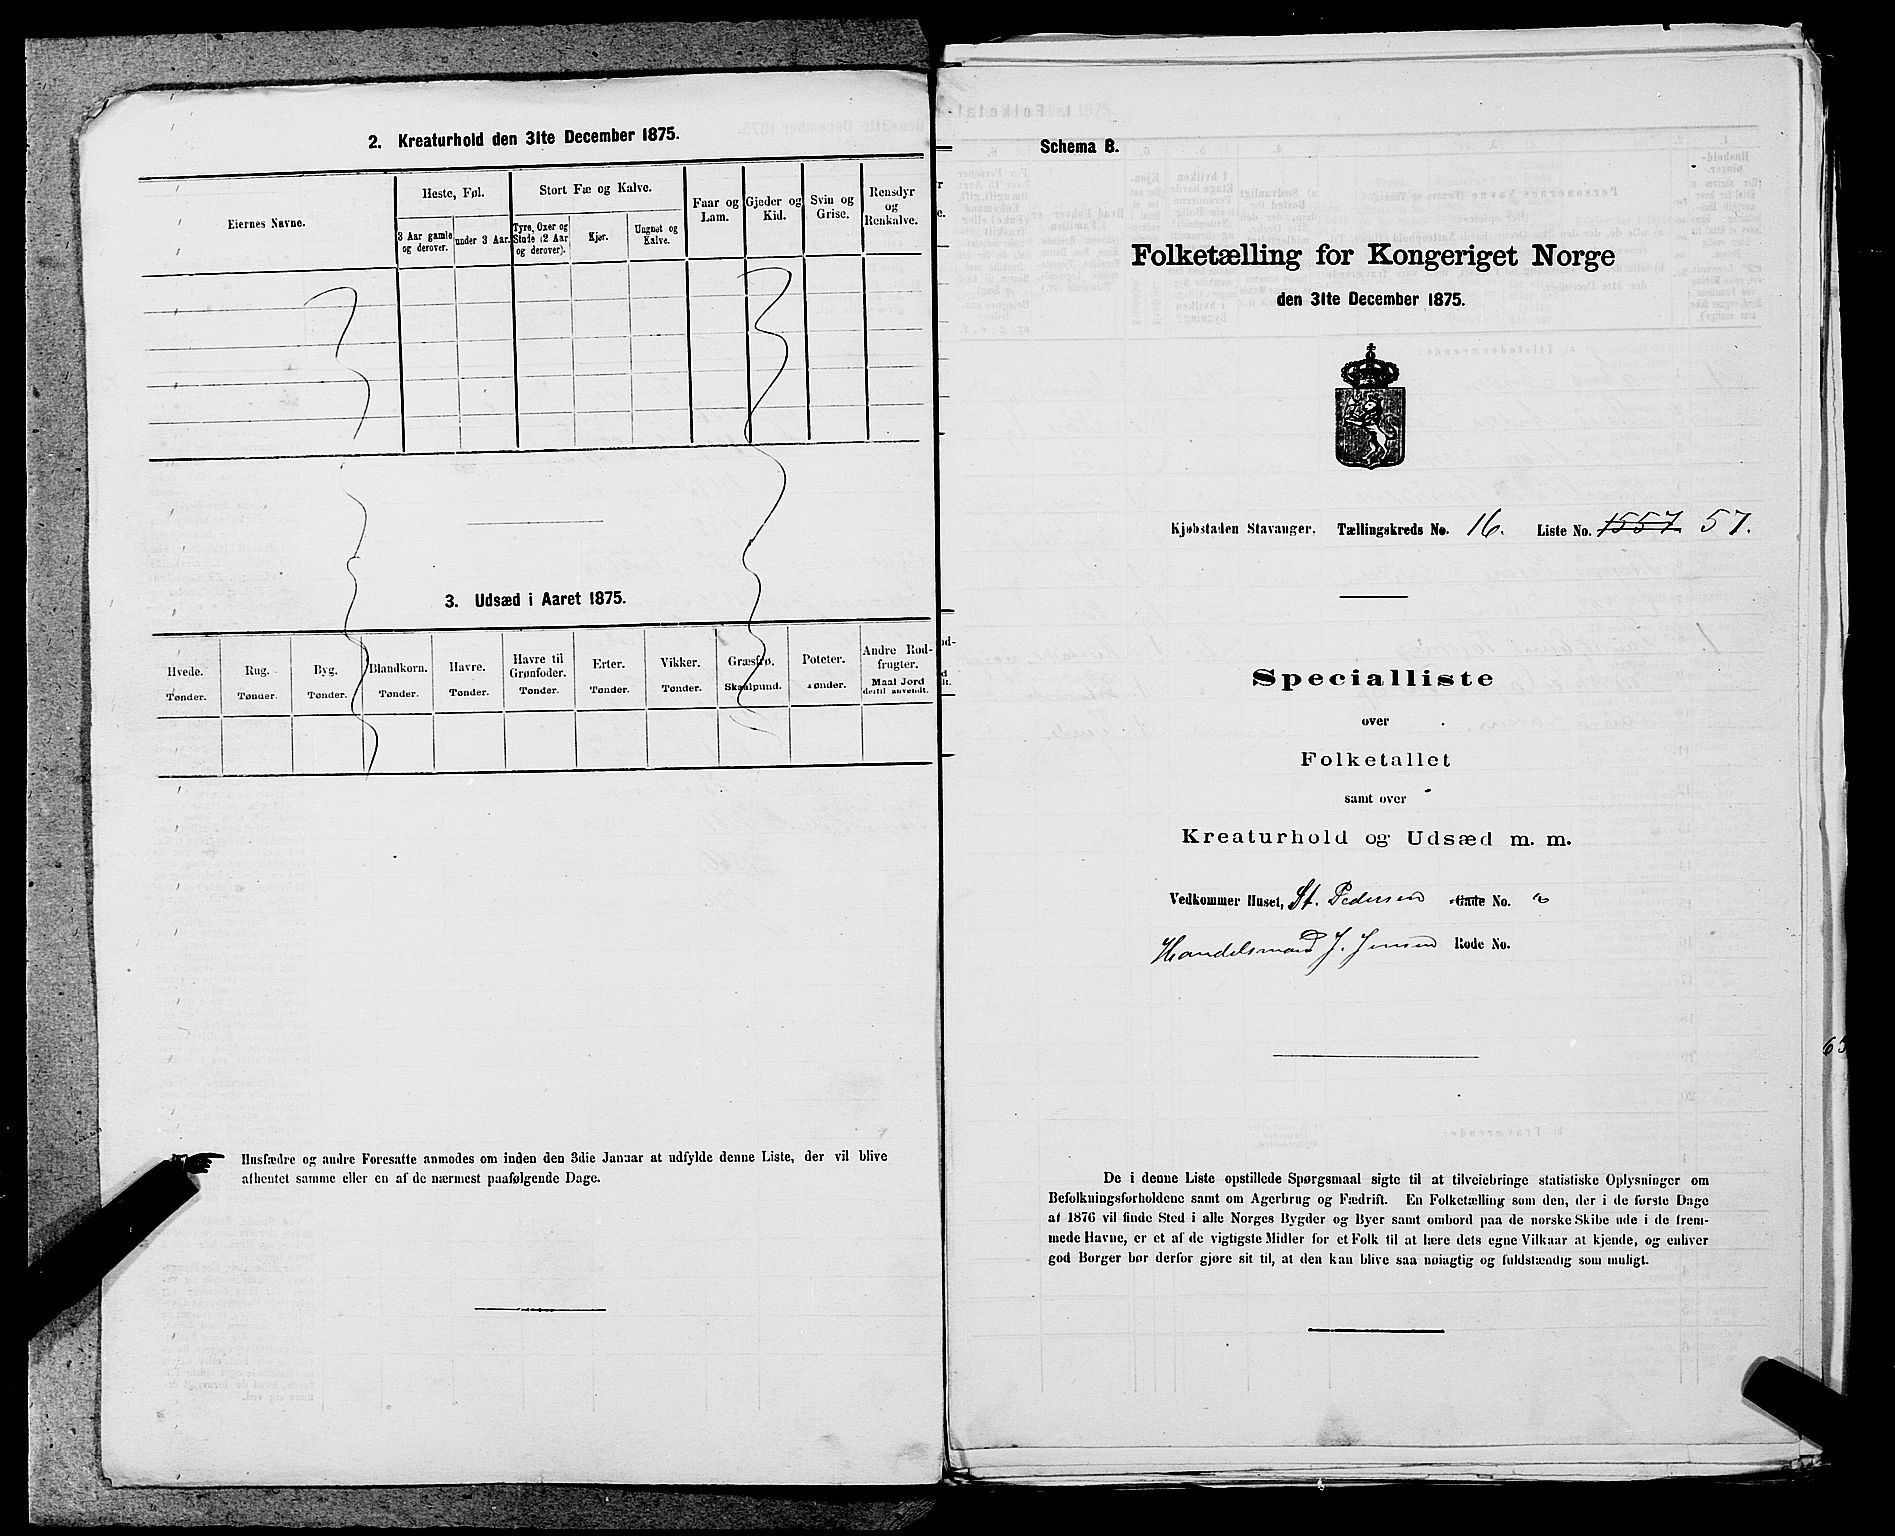 2. Kreaturhold den 31te December 1875.
Eiernes Navne.
Heste, Føl.
Stort Fæ og Kalve.
Faar og Lam.
Gjeder og Kid.
Svin og Grise.
Rensdyr og Renkalve.
3 Aar gamle og derover.
under 3 Aar.
Tyre, Oxer og Stude (2 Aar og derover).
Kjør.
Ungnøt og Kalve.
3. Udsæd i Aaret 1875.
Hvede.
Rug.
Byg.
Blandkorn.
Havre.
Havre til Grønfoder.
Erter.
Vikker.
Græsfrø.
Poteter.
Andre Rodfrugter.
Tønder.
Tønder.
Tønder.
Tønder.
Tønder.
Tønder.
Tønder.
Tønder.
Skaalpund.
Tønder.
Maal Jord dertil anvendt.
Husfædre og andre Foresatte anmodes om inden den 3die Januar at udfylde denne Liste, der vil blive
afhentet samme eller en af de nærmest paafølgende Dage.
Schema B.
Folketælling for Kongeriget Norge
den 31te December 1875.
Kjøbstaden Stavanger. Tællingskreds No. 16. Liste No. 1557 57.
Specialliste
over
Folketallet
samt over
Kreaturhold og Udsæd m. m.
Vedkommer Huset, St. Pedersen Gade No. "
Handelsmand J. Jensen Rode No.
De i denne Liste opstillede Spørgsmaal sigte til at tilveiebringe statistiske Oplysninger om
Befolkningsforholdene samt om Agerbrug og Fædrift. En Folketælling som den, der i de første Dage
af 1876 vil finde Sted i alle Norges Bygder og Byer samt ombord paa de norske Skibe ude i de frem-
mede Havne, er et af de vigtigste Midler for et Folk til at lære dets egne Vilkaar at kjende, og enhver
god Borger bør derfor gjøre sit til, at den kan blive saa nøiagtig og fuldstændig som muligt.